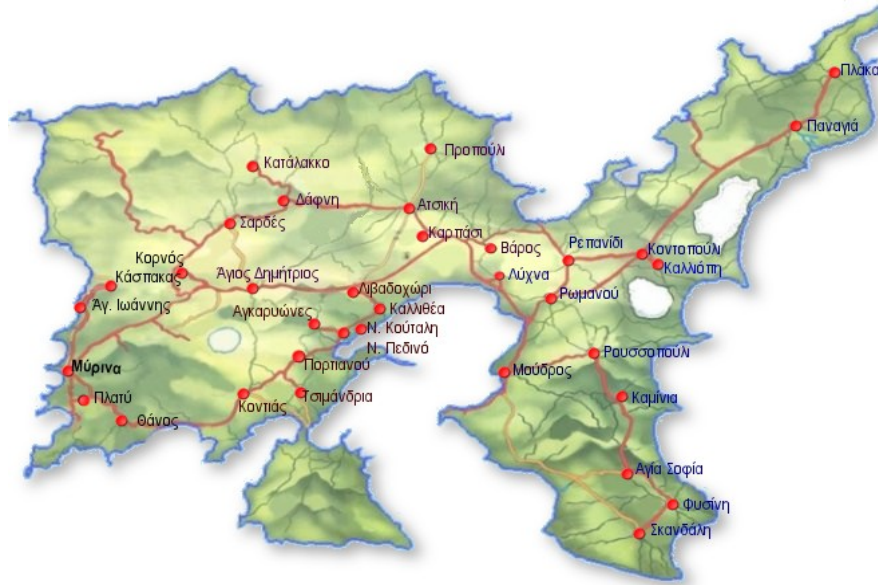 Πλάκα
Παναγιά
Προπούλι
Κατάλακκο
Δάφνη
Ατσική
Σαρδές
Καρπάσι
Βάρος
Ρεπανίδι
Κοντοπούλι
Καλλιόπη
Κορνός
Κάσπακας
Άγιος Δημήτριος
Λιβαδοχώρι
Λύχνα
Ρωμανού
Άγ. Ιωάννης
Αγκαρυώνες
Καλλιθέα
Ν. Κούταλη
Ν. Πεδινό
Μύρινα
Πορτιανού
Μούδρος
Ρουσσοπούλι
Πλατύ
Θάνος
Κοντιάς
Τσιμάνδρια
Καμίνια
Αγία Σοφία
Φυσίνη
Σκανδάλη